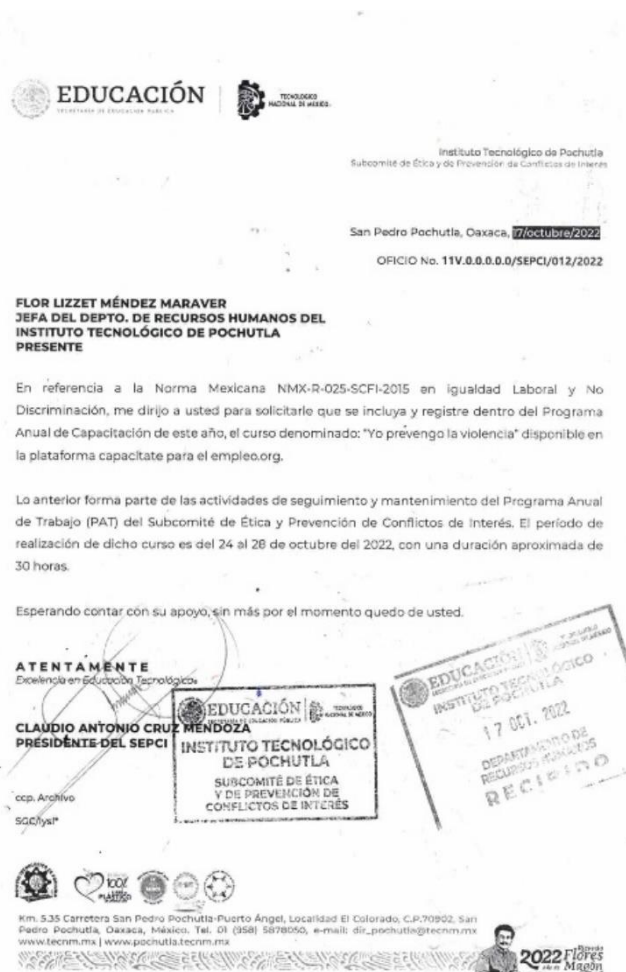 EDUCACIÓN
SECRETARÍA DE EDUCACIÓN PÚBLICA
TECNOLÓGICO
NACIONAL DE MÉXICO
Instituto Tecnológico de Pochutla
Subcomité de Ética y de Prevención de Conflictos de Interés
San Pedro Pochutla, Oaxaca, 17/octubre/2022
OFICIO No. 11V.0.0.0.0.0/SEPCI/012/2022
FLOR LIZZET MÉNDEZ MARAVER
JEFA DEL DEPTO. DE RECURSOS HUMANOS DEL
INSTITUTO TECNOLÓGICO DE POCHUTLA
PRESENTE
En referencia a la Norma Mexicana NMX-R-025-SCFI-2015 en igualdad Laboral y No
Discriminación, me dirijo a usted para solicitarle que se incluya y registre dentro del Programa
Anual de Capacitación de este año, el curso denominado: "Yo prevengo la violencia" disponible en
la plataforma capacitate para el empleo.org.
Lo anterior forma parte de las actividades de seguimiento y mantenimiento del Programa Anual
de Trabajo (PAT) del Subcomité de Ética y Prevención de Conflictos de Interés. El período de
realización de dicho curso es del 24 al 28 de octubre del 2022, con una duración aproximada de
30 horas.
Esperando contar con su apoyo, sin más por el momento quedo de usted.
ATENTAMENTE
Excelencia en Educación Tecnológica®
CLAUDIO ANTONIO CRUZ MENDOZA
PRESIDENTE DEL SEPCI
EDUCACIÓN
SECRETARÍA DE EDUCACIÓN PÚBLICA
TECNOLÓGICO
NACIONAL DE MÉXICO
INSTITUTO TECNOLÓGICO
DE POCHUTLA
SUBCOMITÉ DE ÉTICA
Y DE PREVENCIÓN DE
CONFLICTOS DE INTERÉS
EDUCACIÓN
INSTITUTO TECNOLÓGICO
DE POCHUTLA
17 OCT. 2022
DEPARTAMENTO DE
RECURSOS HUMANOS
RECIBIDO
ccp. Archivo
SGC/lysl*
100%
PLÁSTICO
Km. 5.35 Carretera San Pedro Pochutla-Puerto Ángel, Localidad El Colorado, C.P.70902, San
Pedro Pochutla, Oaxaca, México. Tel. 01 (958) 5878050, e-mail: dir_pochutla@tecnm.mx
www.tecnm.mx | www.pochutla.tecnm.mx
2022 Ricardo
Flores
Magón